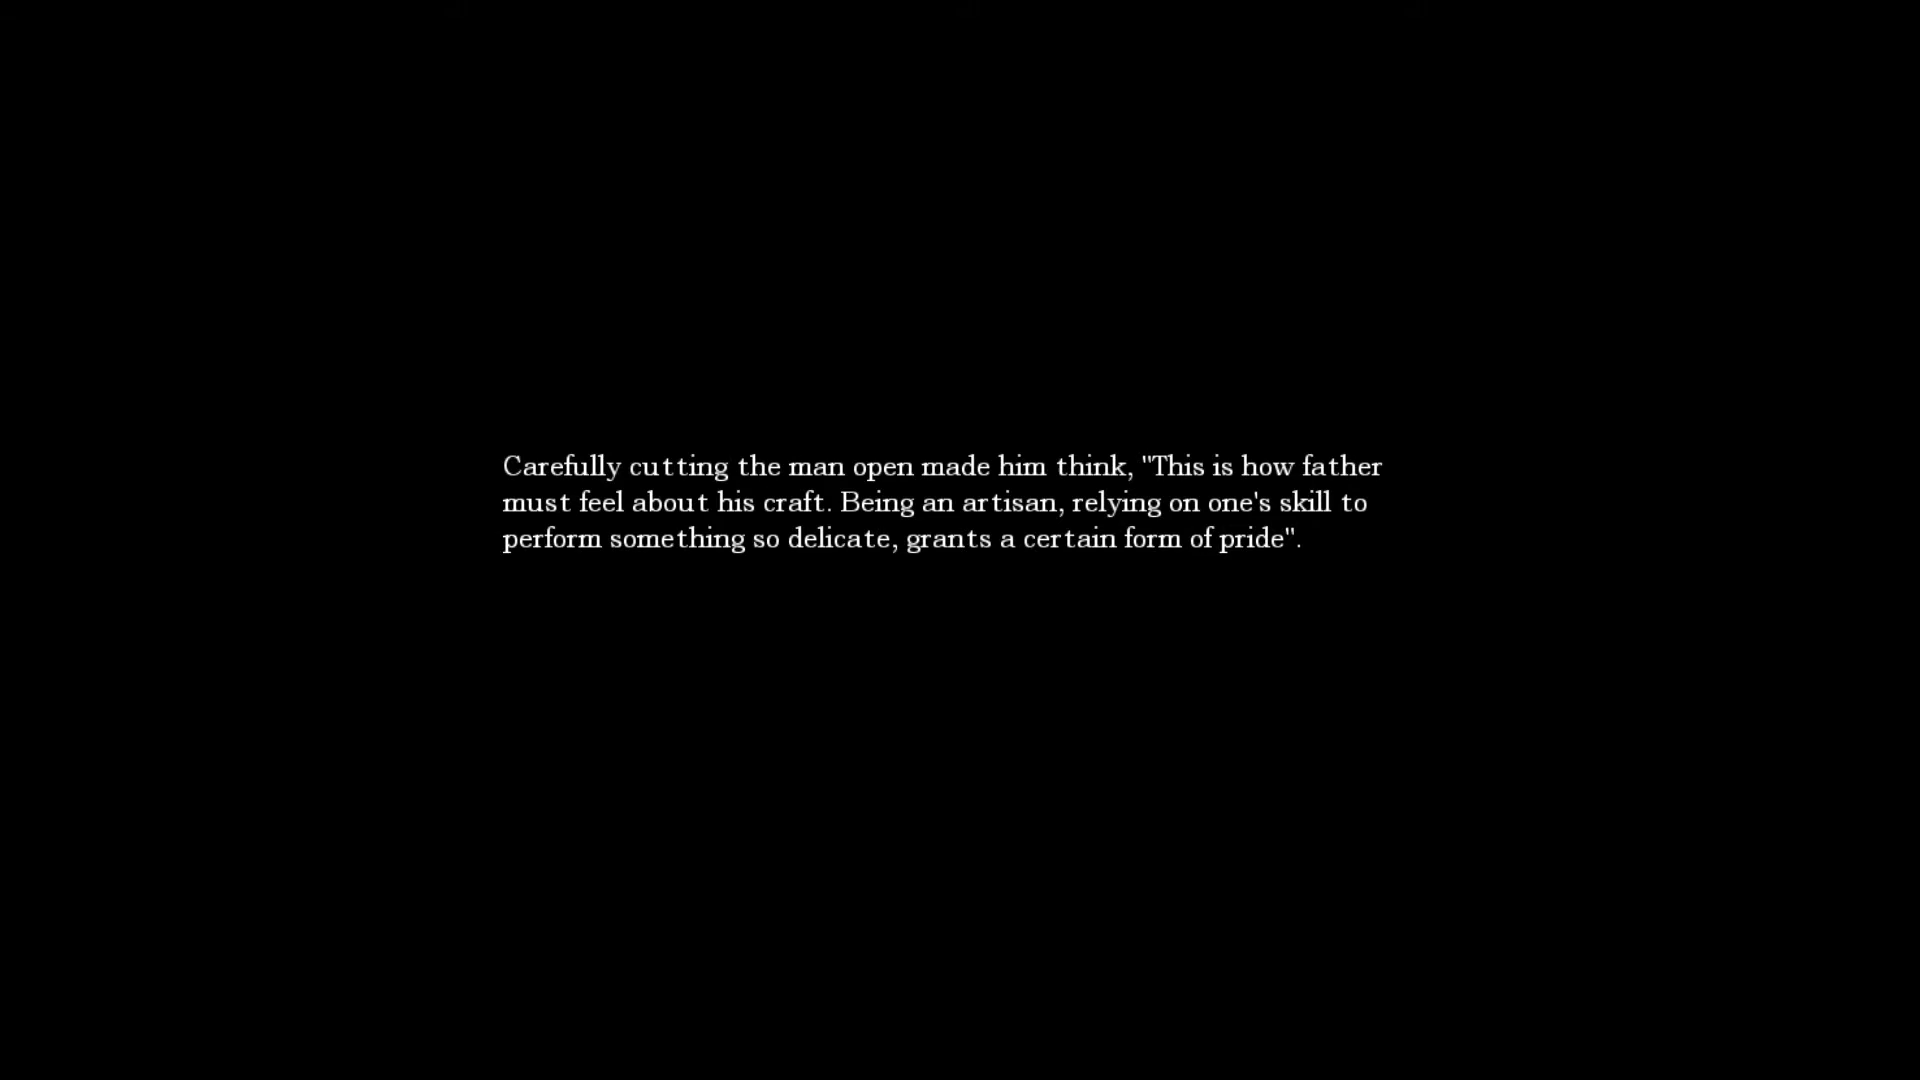 Carefully cutting the man open made him think, "This is how father
must feel about his craft. Being an artisan, relying on one's skill to
perform something so delicate, grants a certain form of pride".